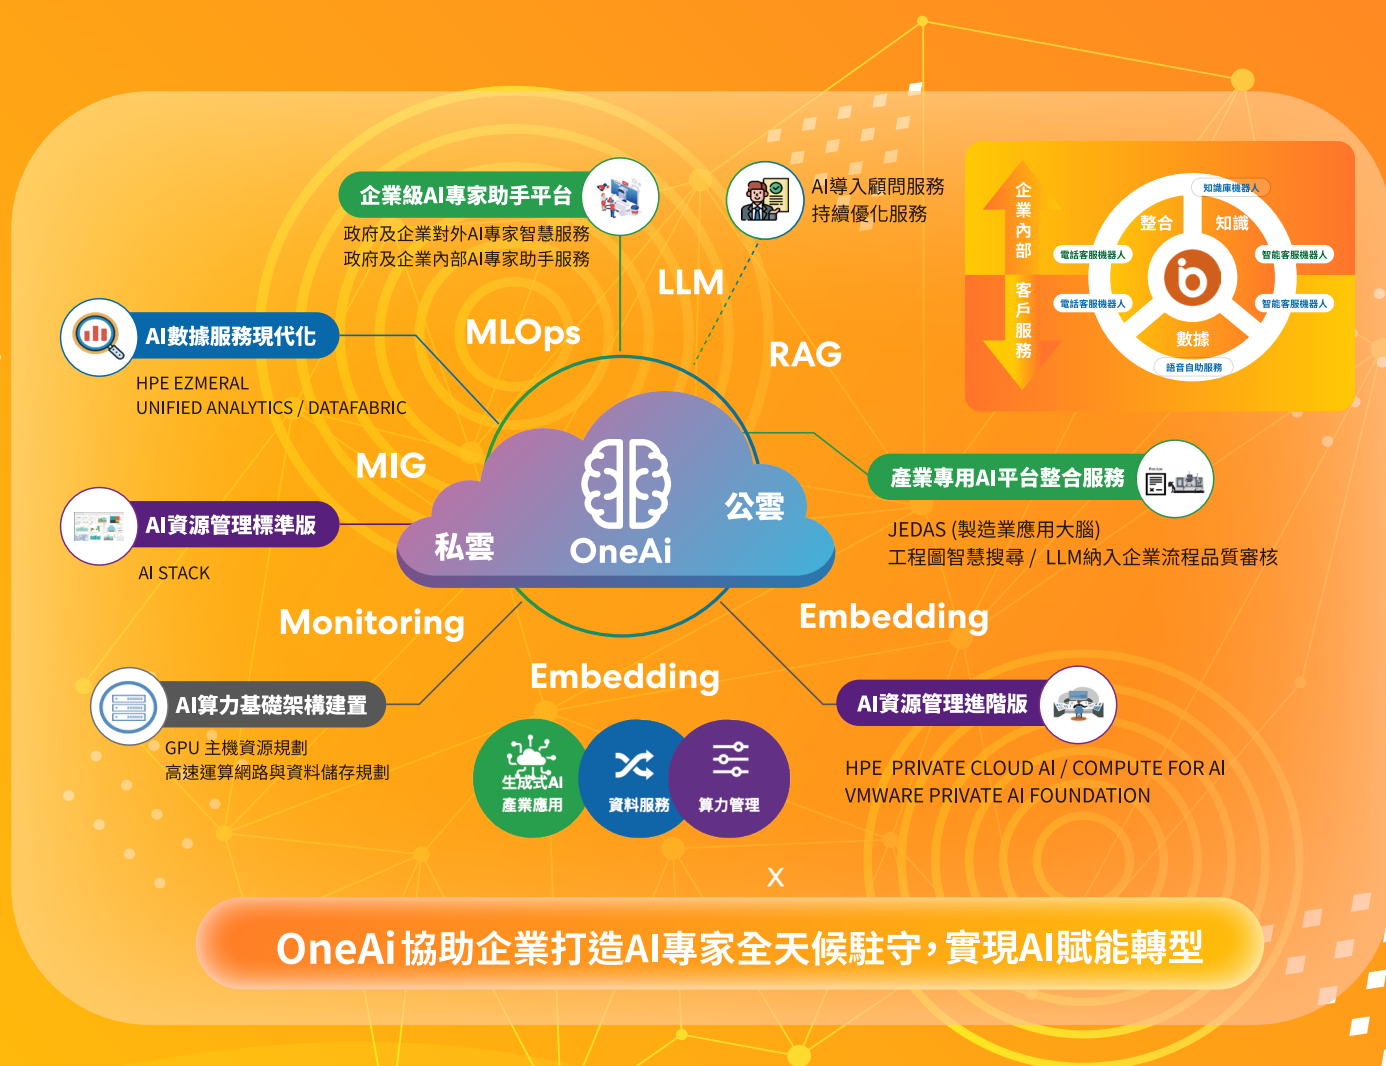 企業級AI專家助手平台
政府及企業對外AI專家智慧服務
政府及企業內部AI專家助手服務
AI導入顧問服務
持續優化服務
企業內部
客戶服務
知識庫機器人
整合
知識
電話客服機器人
智能客服機器人
電話客服機器人
智能客服機器人
數據
語音自助服務
LLM
MLOps
RAG
AI數據服務現代化
HPE EZMERAL
UNIFIED ANALYTICS / DATAFABRIC
MIG
產業專用AI平台整合服務
JEDAS (製造業應用大腦)
工程圖智慧搜尋 / LLM納入企業流程品質審核
公雲
私雲
OneAi
AI資源管理標準版
AI STACK
Monitoring
Embedding
Embedding
AI算力基礎架構建置
GPU 主機資源規劃
高速運算網路與資料儲存規劃
AI資源管理進階版
HPE PRIVATE CLOUD AI / COMPUTE FOR AI
VMWARE PRIVATE AI FOUNDATION
生成式AI
產業應用
資料服務
算力管理
X
OneAi協助企業打造AI專家全天候駐守，實現AI賦能轉型